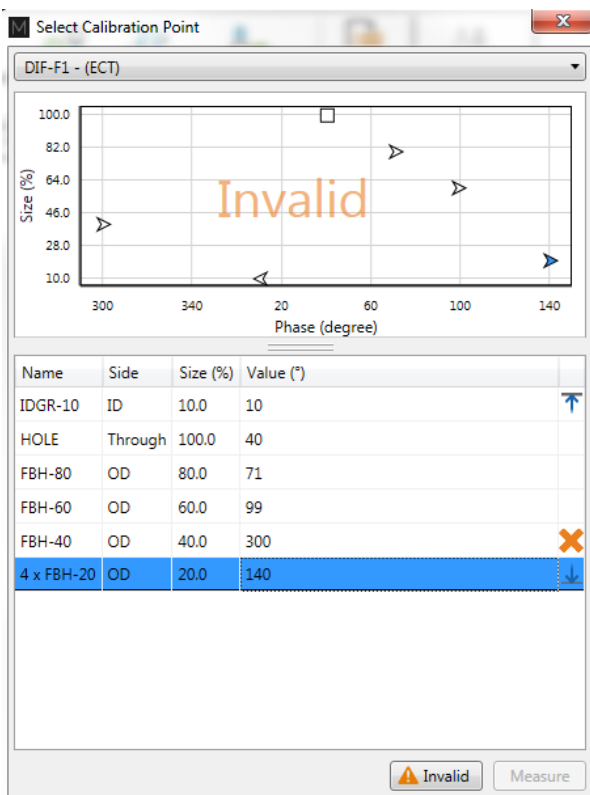 M Select Calibration Point
DIF-F1 - (ECT)
100.0
82.0
64.0
46.0
28.0
10.0
Size (%)
Invalid
300 340 20 60 100 140
Phase (degree)
Name Side Size (%) Value (°)
IDGR-10 ID 10.0 10
HOLE Through 100.0 40
FBH-80 OD 80.0 71
FBH-60 OD 60.0 99
FBH-40 OD 40.0 300
4 x FBH-20 OD 20.0 140
Invalid Measure